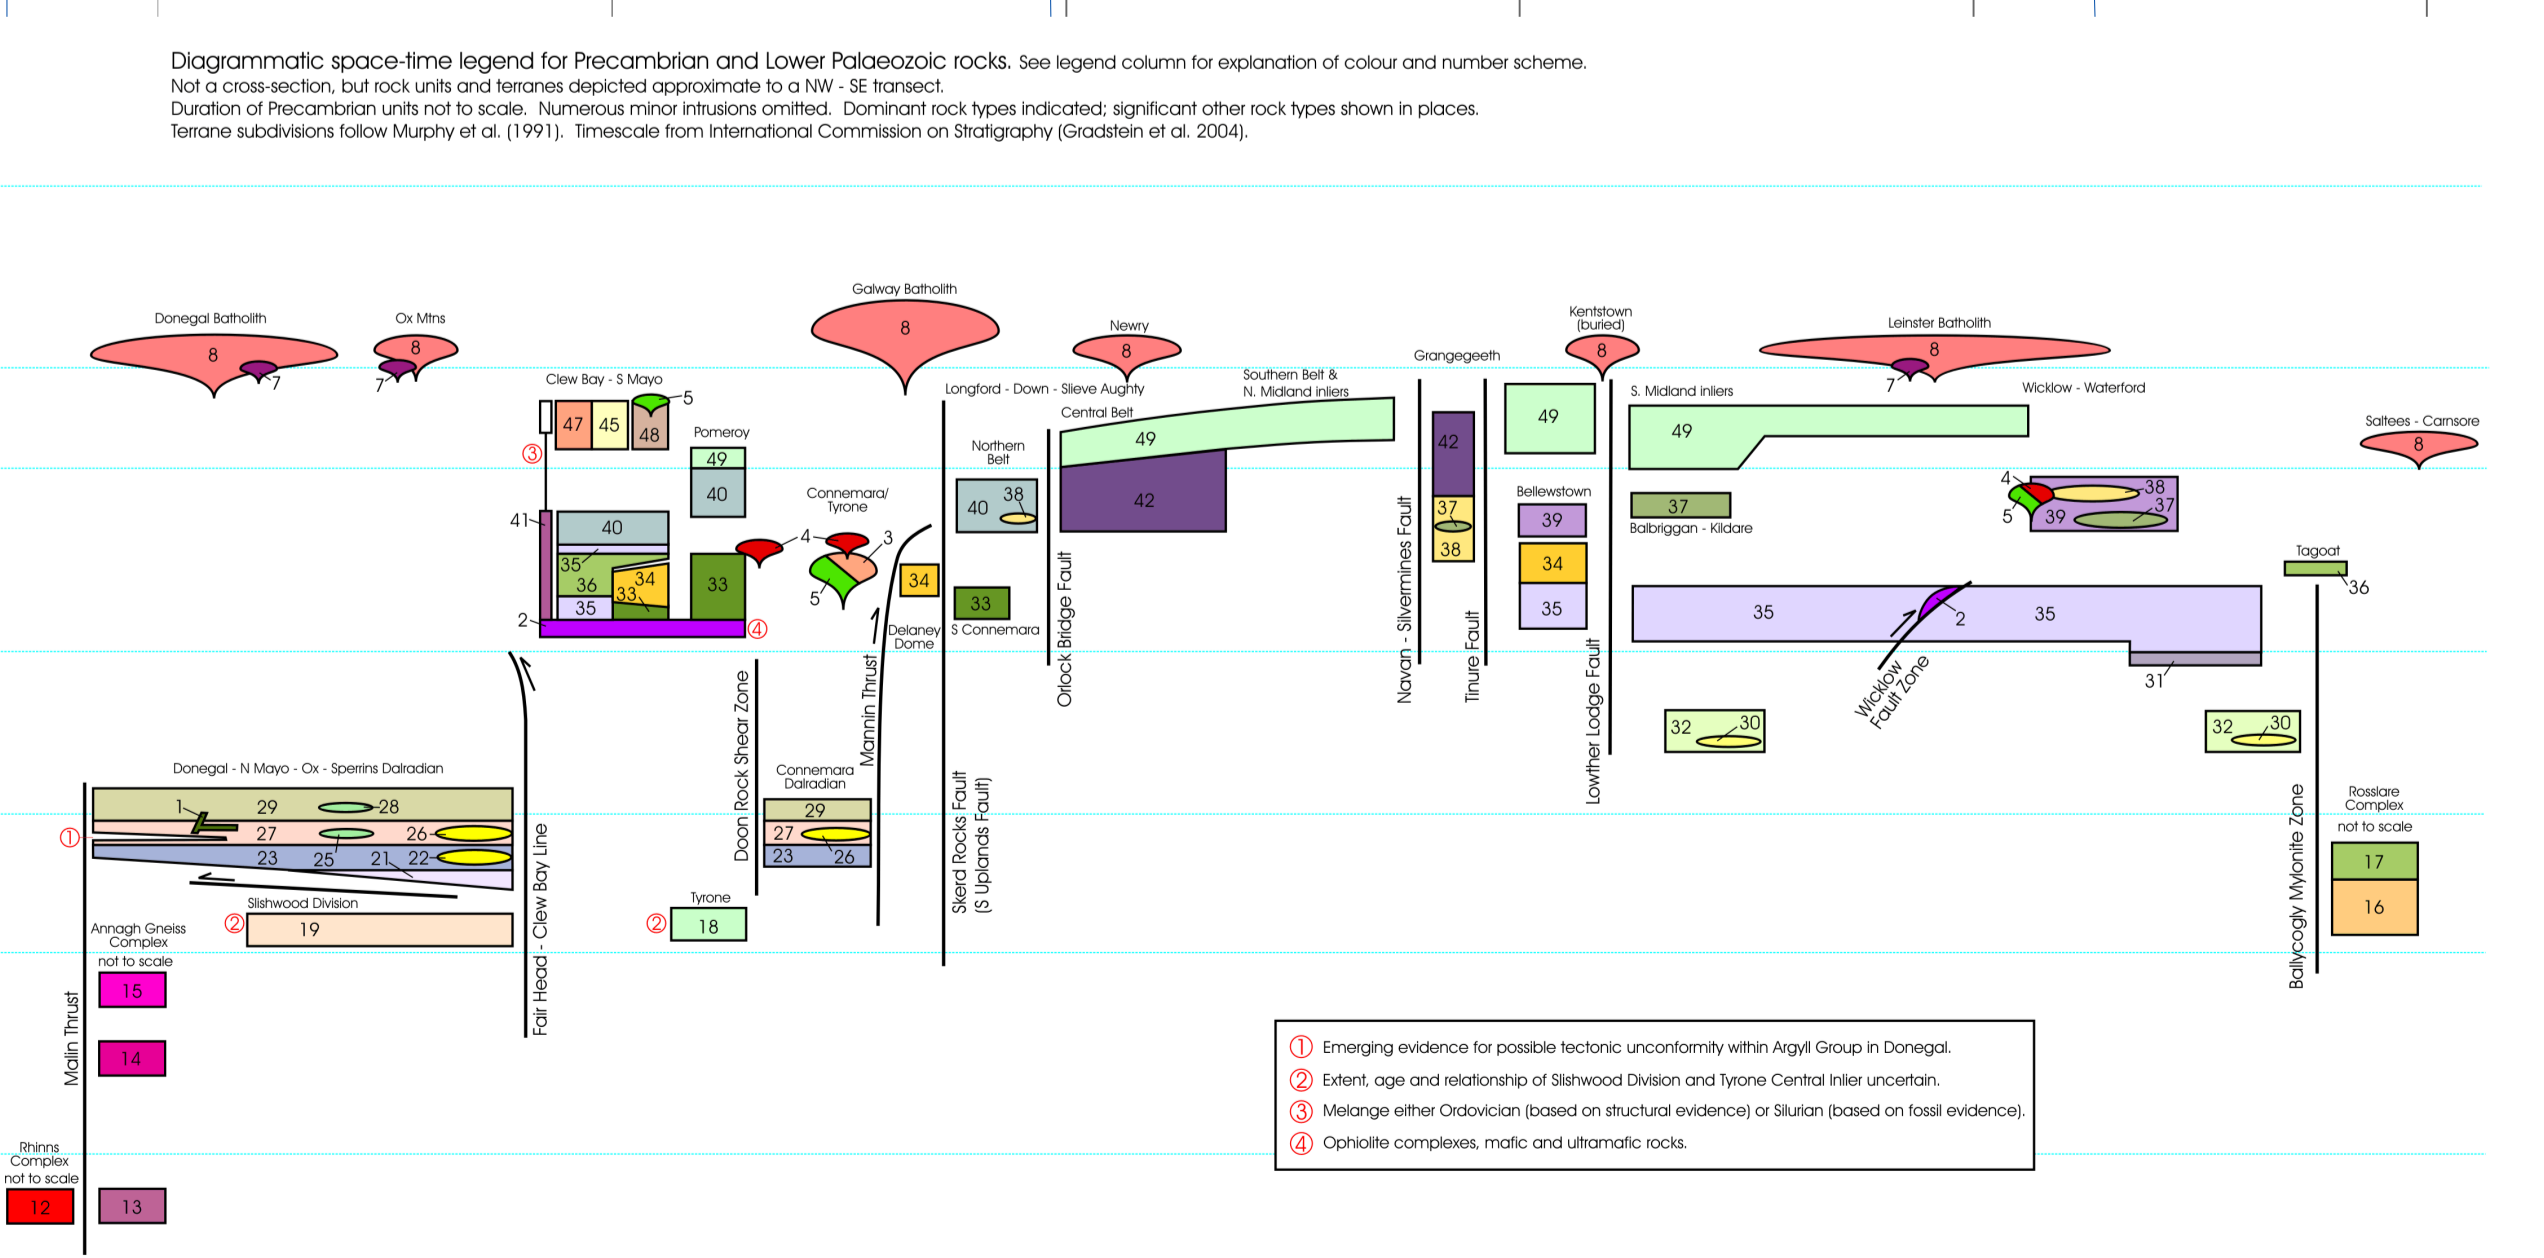 Diagrammatic space-time legend for Precambrian and Lower Palaeozoic rocks. See legend column for explanation of colour and number scheme.
Not a cross-section, but rock units and terranes depicted approximate to a NW - SE transect.
Duration of Precambrian units not to scale. Numerous minor intrusions omitted. Dominant rock types indicated; significant other rock types shown in places.
Terrane subdivisions follow Murphy et al. (1991). Timescale from International Commission on Stratigraphy (Gradstein et al. 2004).
Donegal Batholith
8
7
Ox Mtns
8
7
Galway Batholith
8
Newry
8
Kentstown
(buried)
8
Leinster Batholith
8
7
Saltees - Carnsore
8
Clew Bay - S Mayo
47
45
48
5
3
41
40
35
36
34
33
35
2
4
Pomeroy
49
40
33
Connemara/
Tyrone
4
3
5
34
Delaney
Dome
Longford - Down - Slieve Aughty
Northern
Belt
40
38
33
S Connemara
Central Belt
Southern Belt &
N. Midland inliers
49
42
Grangegeeth
42
37
38
49
Bellewstown
39
34
35
S. Midland inliers
49
37
Balbriggan - Kildare
Wicklow - Waterford
4
5
39
38
37
35
2
35
31
Wicklow
Fault Zone
32
30
32
30
Tagoat
36
Donegal - N Mayo - Ox - Sperrins Dalradian
1
29
28
1
27
26
23
25
21
22
Slishwood Division
2
19
Annagh Gneiss
Complex
not to scale
15
14
13
Rhinns
Complex
not to scale
12
Malin Thrust
Fair Head - Clew Bay Line
Tyrone
2
18
Doon Rock Shear Zone
Connemara
Dalradian
29
27
23
26
Mannin Thrust
Skerd Rocks Fault
(S Uplands Fault)
Orlock Bridge Fault
Navan - Silvermines Fault
Tinure Fault
Lowther Lodge Fault
Ballycogly Mylonite Zone
Rosslare
Complex
not to scale
17
16
1 Emerging evidence for possible tectonic unconformity within Argyll Group in Donegal.
2 Extent, age and relationship of Slishwood Division and Tyrone Central Inlier uncertain.
3 Melange either Ordovician (based on structural evidence) or Silurian (based on fossil evidence).
4 Ophiolite complexes, mafic and ultramafic rocks.